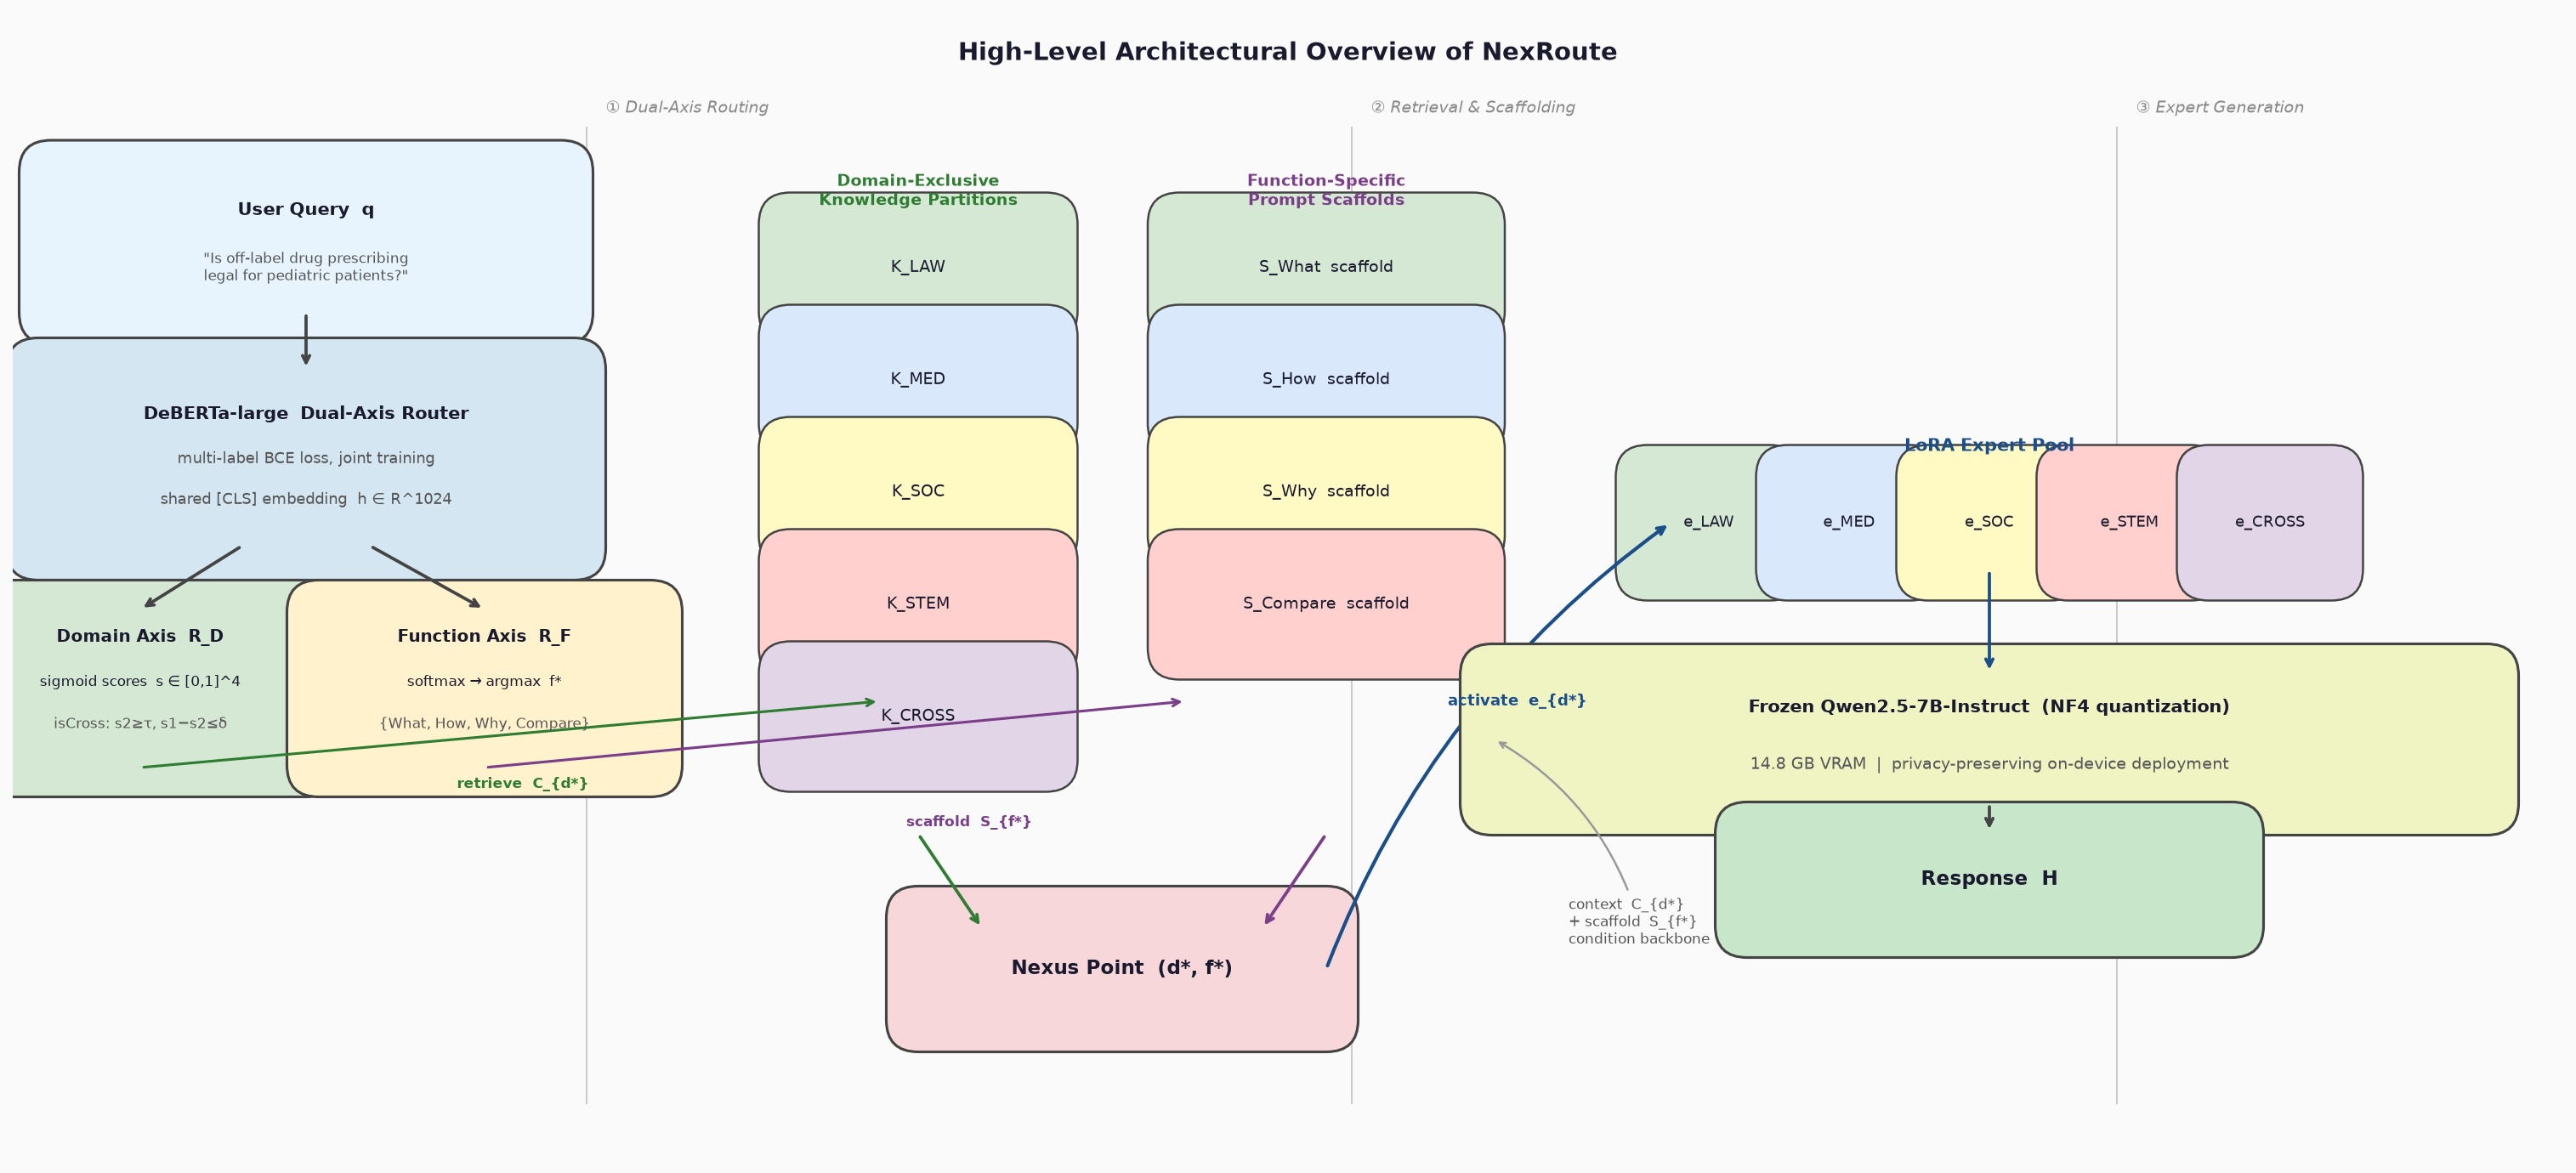 High-Level Architectural Overview of NexRoute
① Dual-Axis Routing
② Retrieval & Scaffolding
③ Expert Generation
User Query  q
"Is off-label drug prescribing
legal for pediatric patients?"
DeBERTa-large  Dual-Axis Router
multi-label BCE loss, joint training
shared [CLS] embedding  h ∈ R^1024
Domain Axis  R_D
sigmoid scores  s ∈ [0,1]^4
isCross: s2≥τ, s1−s2≤δ
Function Axis  R_F
softmax → argmax  f*
{What, How, Why, Compare}
retrieve  C_{d*}
Domain-Exclusive
Knowledge Partitions
K_LAW
K_MED
K_SOC
K_STEM
K_CROSS
scaffold  S_{f*}
Function-Specific
Prompt Scaffolds
S_What  scaffold
S_How  scaffold
S_Why  scaffold
S_Compare  scaffold
Nexus Point  (d*, f*)
LoRA Expert Pool
e_LAW
e_MED
e_SOC
e_STEM
e_CROSS
activate  e_{d*}
Frozen Qwen2.5-7B-Instruct  (NF4 quantization)
14.8 GB VRAM  |  privacy-preserving on-device deployment
context  C_{d*}
+ scaffold  S_{f*}
condition backbone
Response  H